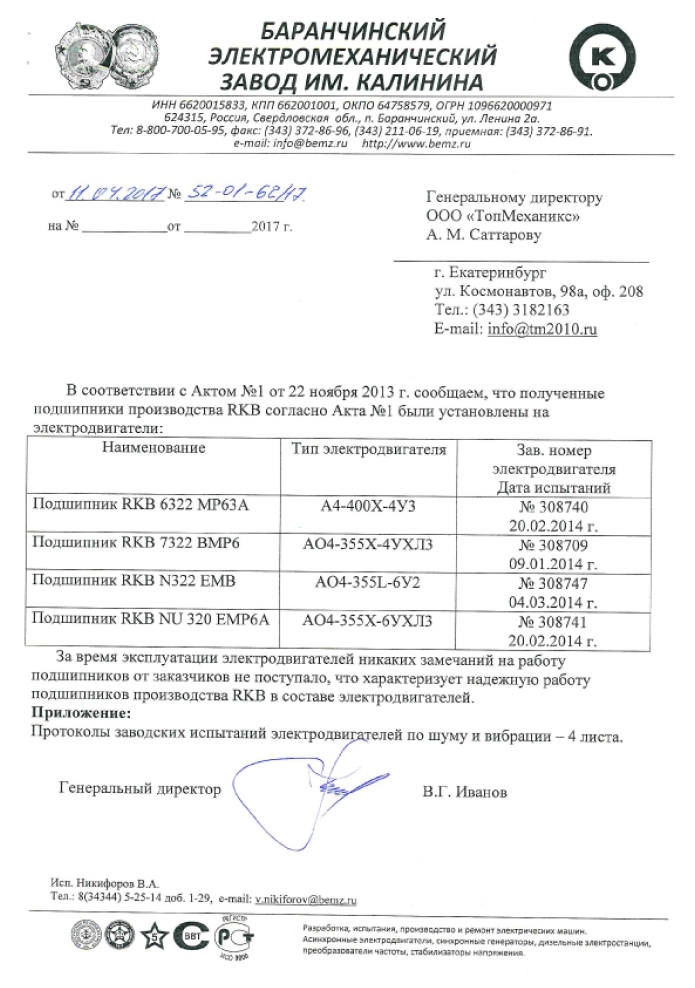 БАРАНЧИНСКИЙ
ЭЛЕКТРОМЕХАНИЧЕСКИЙ
ЗАВОД ИМ. КАЛИНИНА
ИНН 6620015833, КПП 662001001, ОКПО 64758579, ОГРН 1096620000971
624315, Россия, Свердловская обл., п. Баранчинский, ул. Ленина 2а.
Тел: 8-800-700-05-95, факс: (343) 372-86-96, (343) 211-06-19, приемная: (343) 372-86-91.
e-mail: info@bemz.ru http://www.bemz.ru
от 11.04.2017 № 52-01-62/17.
на № ____________от __________2017 г.
Генеральному директору
ООО «ТопМеханикс»
А. М. Саттарову
г. Екатеринбург
ул. Космонавтов, 98а, оф. 208
Тел.: (343) 3182163
E-mail: info@tm2010.ru
В соответствии с Актом №1 от 22 ноября 2013 г. сообщаем, что полученные
подшипники производства RKB согласно Акта №1 были установлены на
электродвигатели:
Наименование Тип электродвигателя Зав. номер
электродвигателя
Дата испытаний
Подшипник RKB 6322 MP63A А4-400Х-4У3 № 308740
20.02.2014 г.
Подшипник RKB 7322 BMP6 АО4-355Х-4УХЛ3 № 308709
09.01.2014 г.
Подшипник RKB N322 EMB АО4-355L-6У2 № 308747
04.03.2014 г.
Подшипник RKB NU 320 EMP6A АО4-355Х-6УХЛ3 № 308741
20.02.2014 г.
За время эксплуатации электродвигателей никаких замечаний на работу
подшипников от заказчиков не поступало, что характеризует надежную работу
подшипников производства RKB в составе электродвигателей.
Приложение:
Протоколы заводских испытаний электродвигателей по шуму и вибрации – 4 листа.
Генеральный директор В.Г. Иванов
Исп. Никифоров В.А.
Тел.: 8(34344) 5-25-14 доб. 1-29, e-mail: v.nikiforov@bemz.ru
5 ВВТ РЕГИСТР РСТ ИСО 9000
Разработка, испытания, производство и ремонт электрических машин.
Асинхронные электродвигатели, синхронные генераторы, дизельные электростанции,
преобразователи частоты, стабилизаторы напряжения.